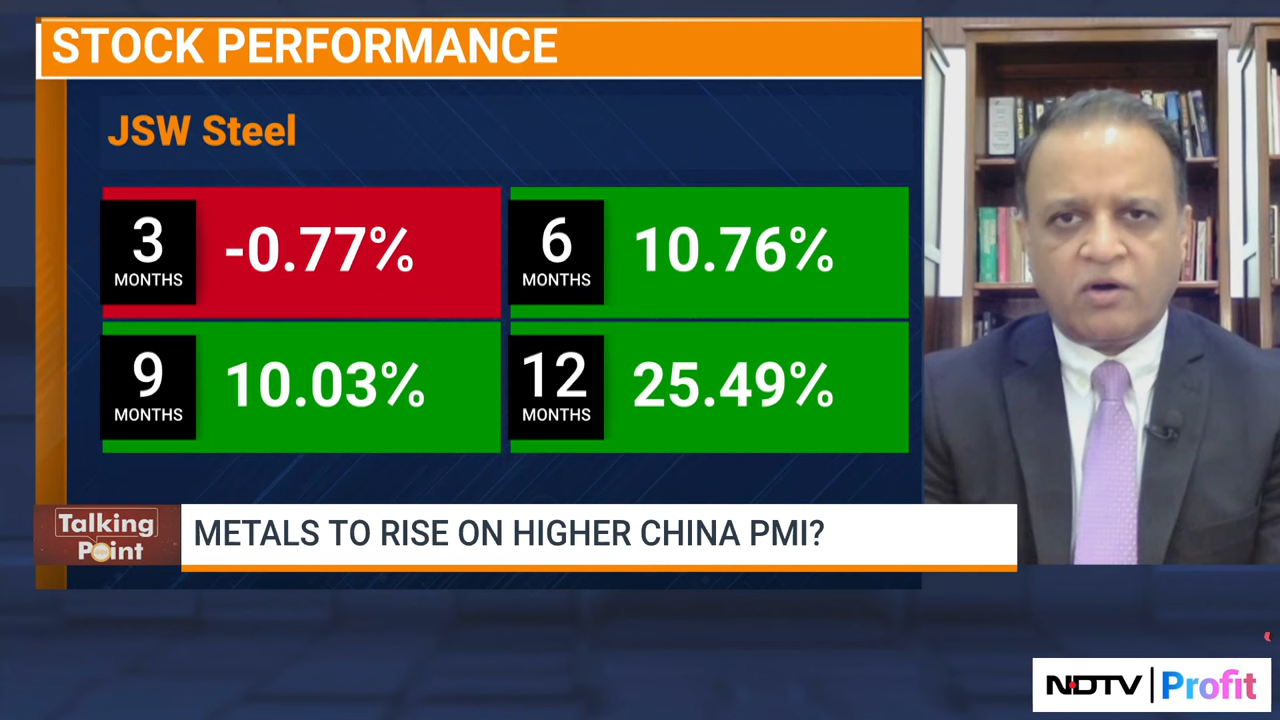 STOCK PERFORMANCE
JSW Steel
3
MONTHS
-0.77%
6
MONTHS
10.76%
9
MONTHS
10.03%
12
MONTHS
25.49%
Talking
Point
METALS TO RISE ON HIGHER CHINA PMI?
NDTV Profit